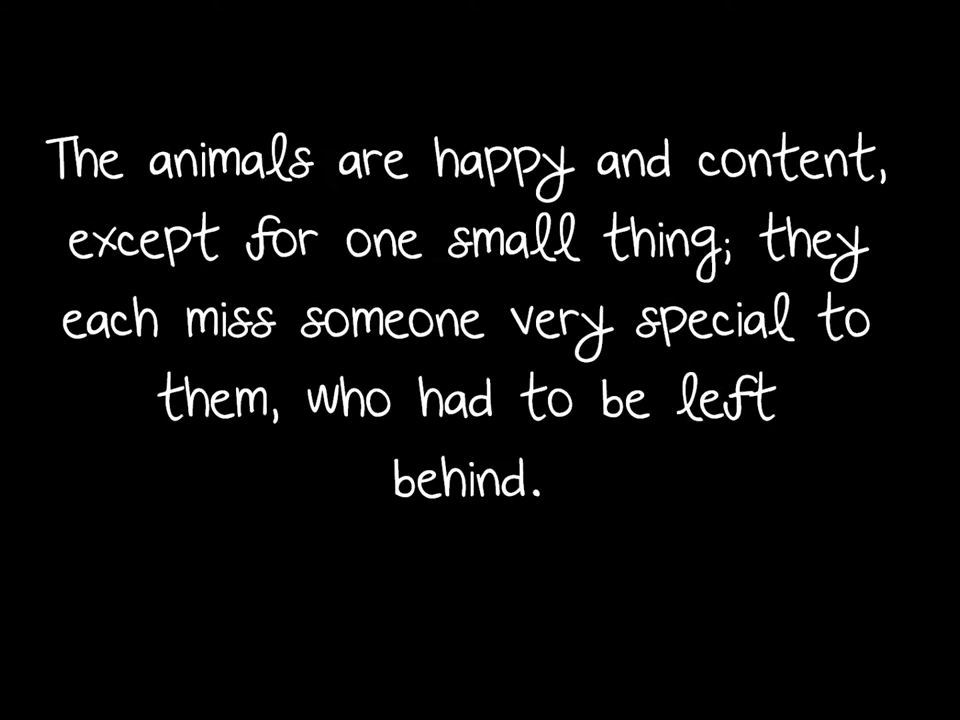 The animals are happy and content,
except for one small thing; they
each miss someone very special to
them, who had to be left
behind.